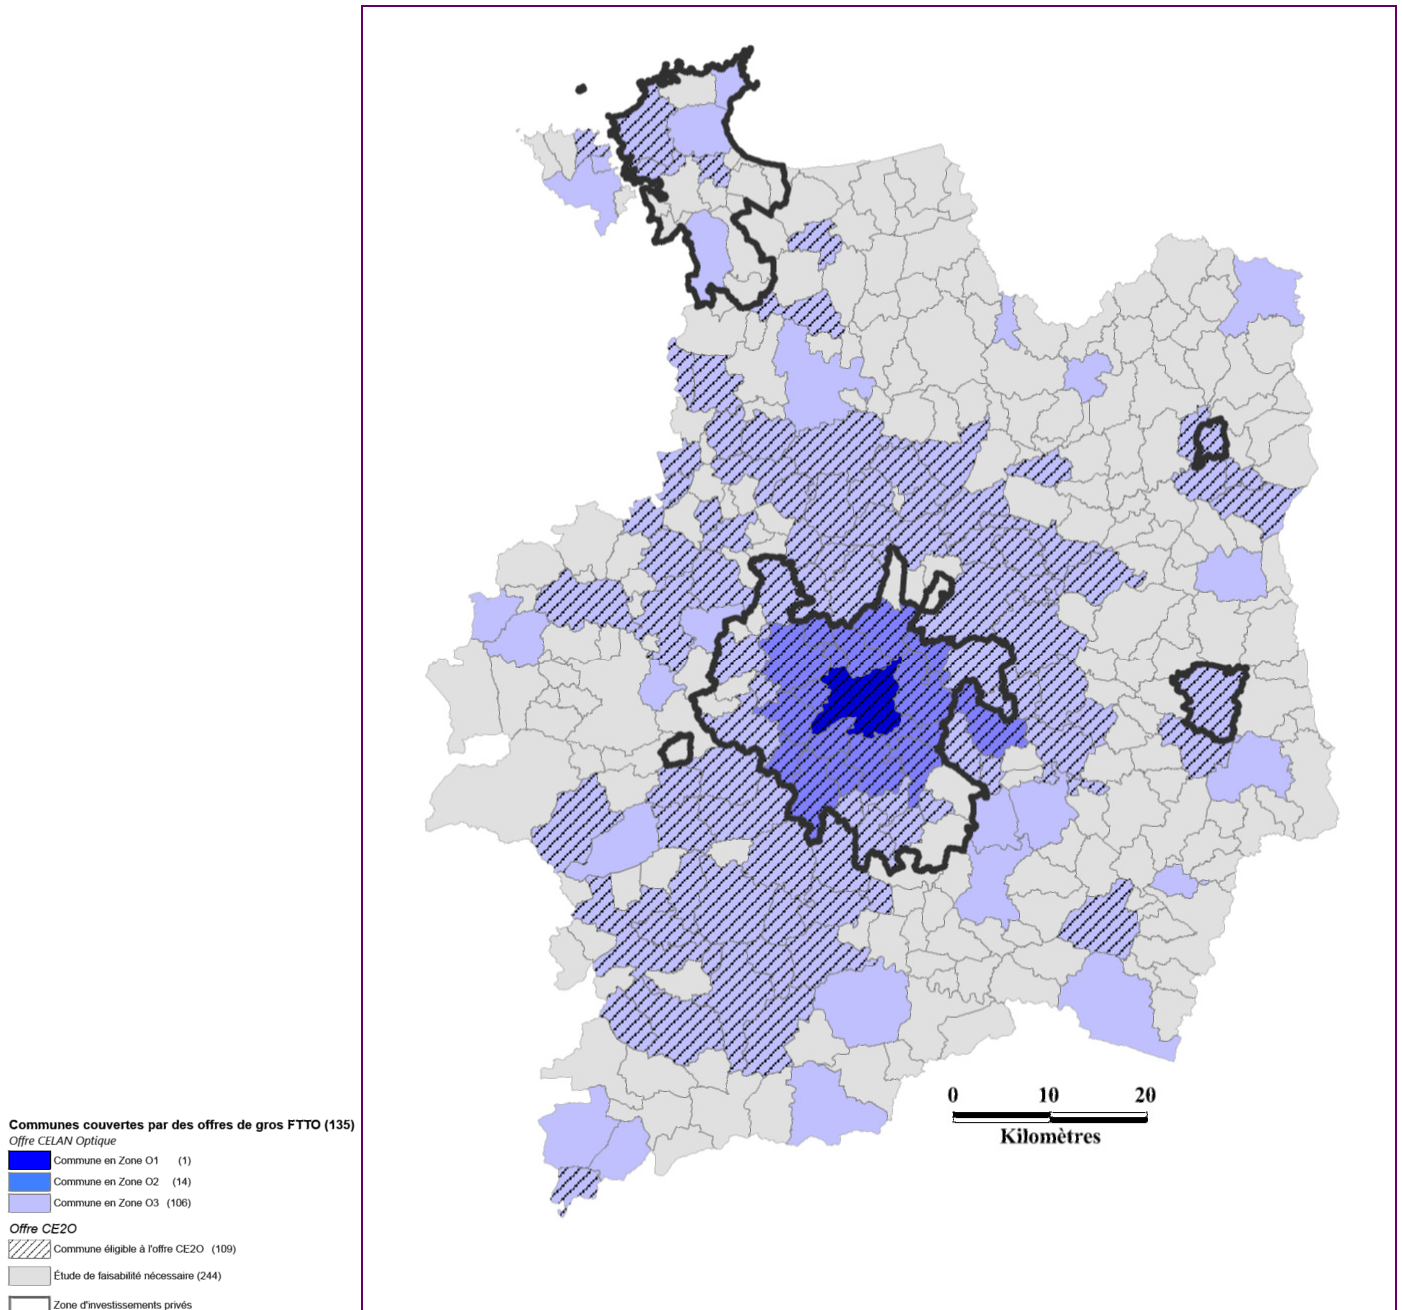 0 10 20
Kilomètres
Communes couvertes par des offres de gros FTTO (135)
Offre CELAN Optique
Commune en Zone O1 (1)
Commune en Zone O2 (14)
Commune en Zone O3 (106)
Offre CE2O
Commune éligible à l'offre CE2O (109)
Étude de faisabilité nécessaire (244)
Zone d'investissements privés